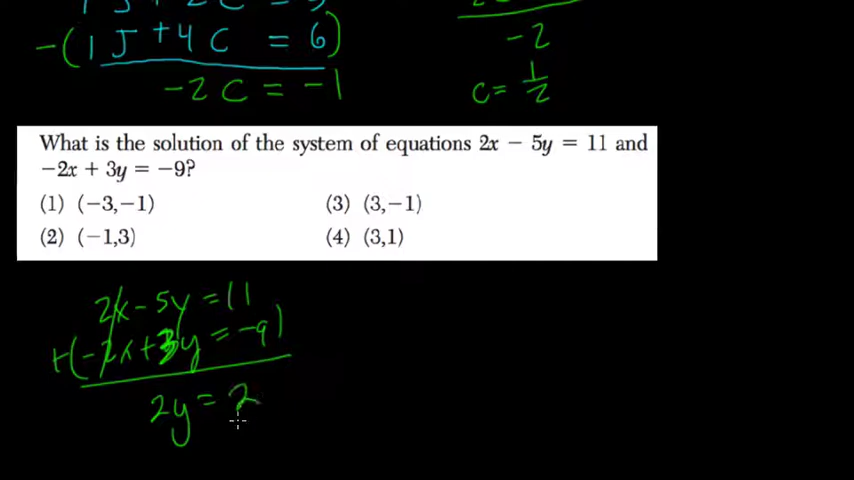 -(1J+4C = 6)
-2C = -1
-2
C= 1/2
What is the solution of the system of equations 2x − 5y = 11 and
−2x + 3y = −9?
(1) (−3,−1) (3) (3,−1)
(2) (−1,3) (4) (3,1)
2x-5y=11
+(-2x+3y=-9)
2y=2